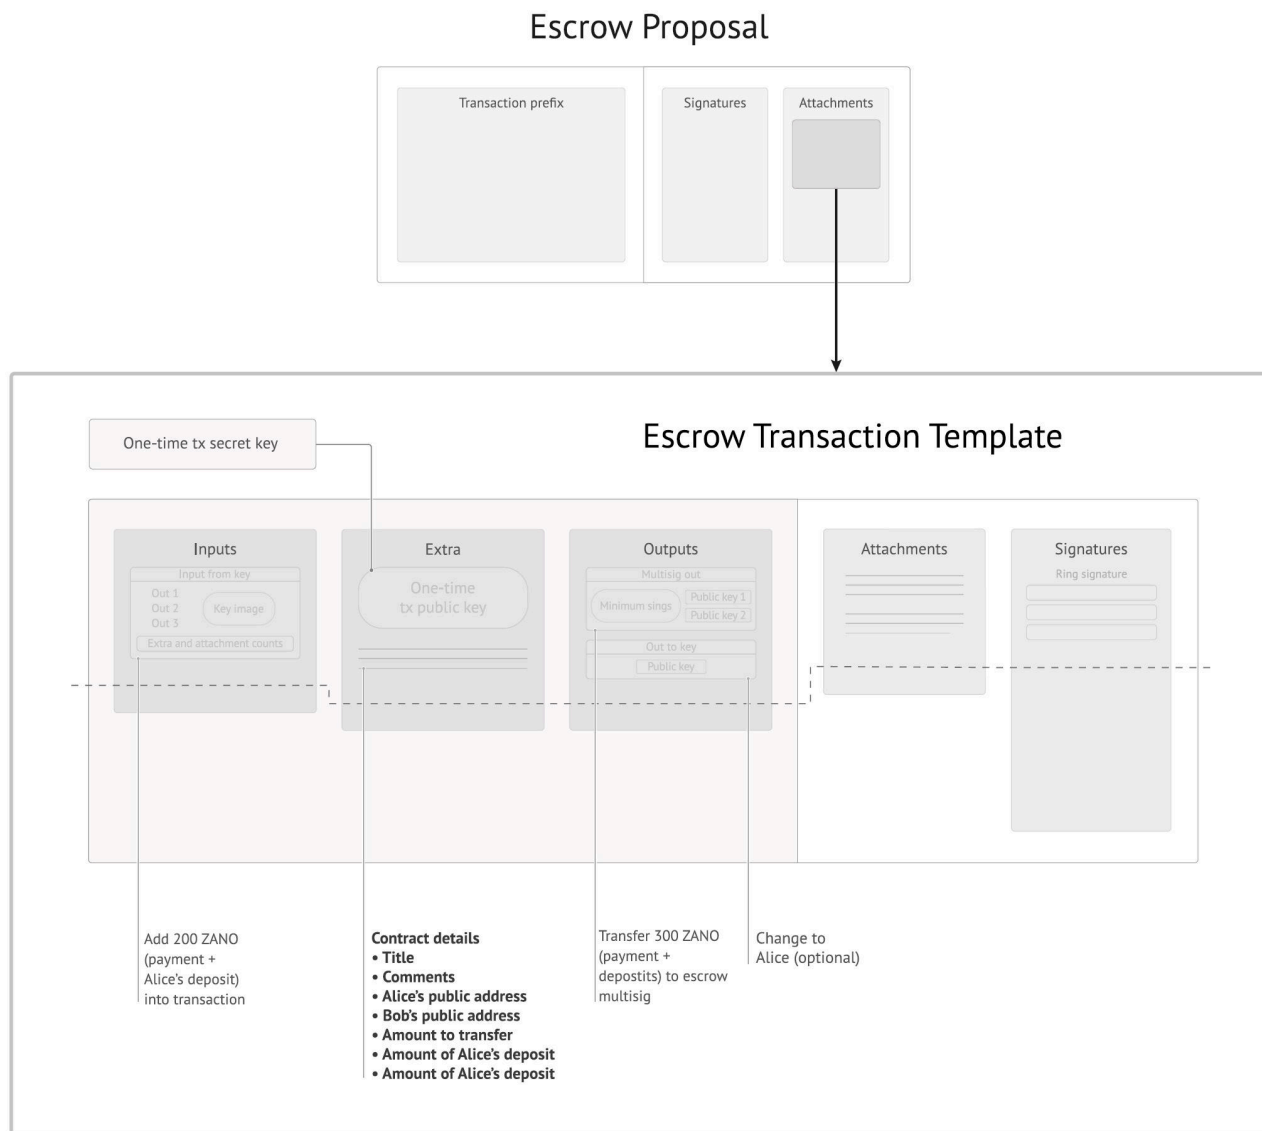 Escrow Proposal
Transaction prefix
Signatures
Attachments
One-time tx secret key
Escrow Transaction Template
Inputs
Input from key
Out 1
Out 2
Out 3
Key image
Extra and attachment counts
Extra
One-time
tx public key
Outputs
Multisig out
Minimum sings
Public key 1
Public key 2
Out to key
Public key
Attachments
Signatures
Ring signature
Add 200 ZANO
(payment +
Alice's deposit)
into transaction
Contract details
• Title
• Comments
• Alice's public address
• Bob's public address
• Amount to transfer
• Amount of Alice's deposit
• Amount of Alice's deposit
Transfer 300 ZANO
(payment +
depostits) to escrow
multisig
Change to
Alice (optional)